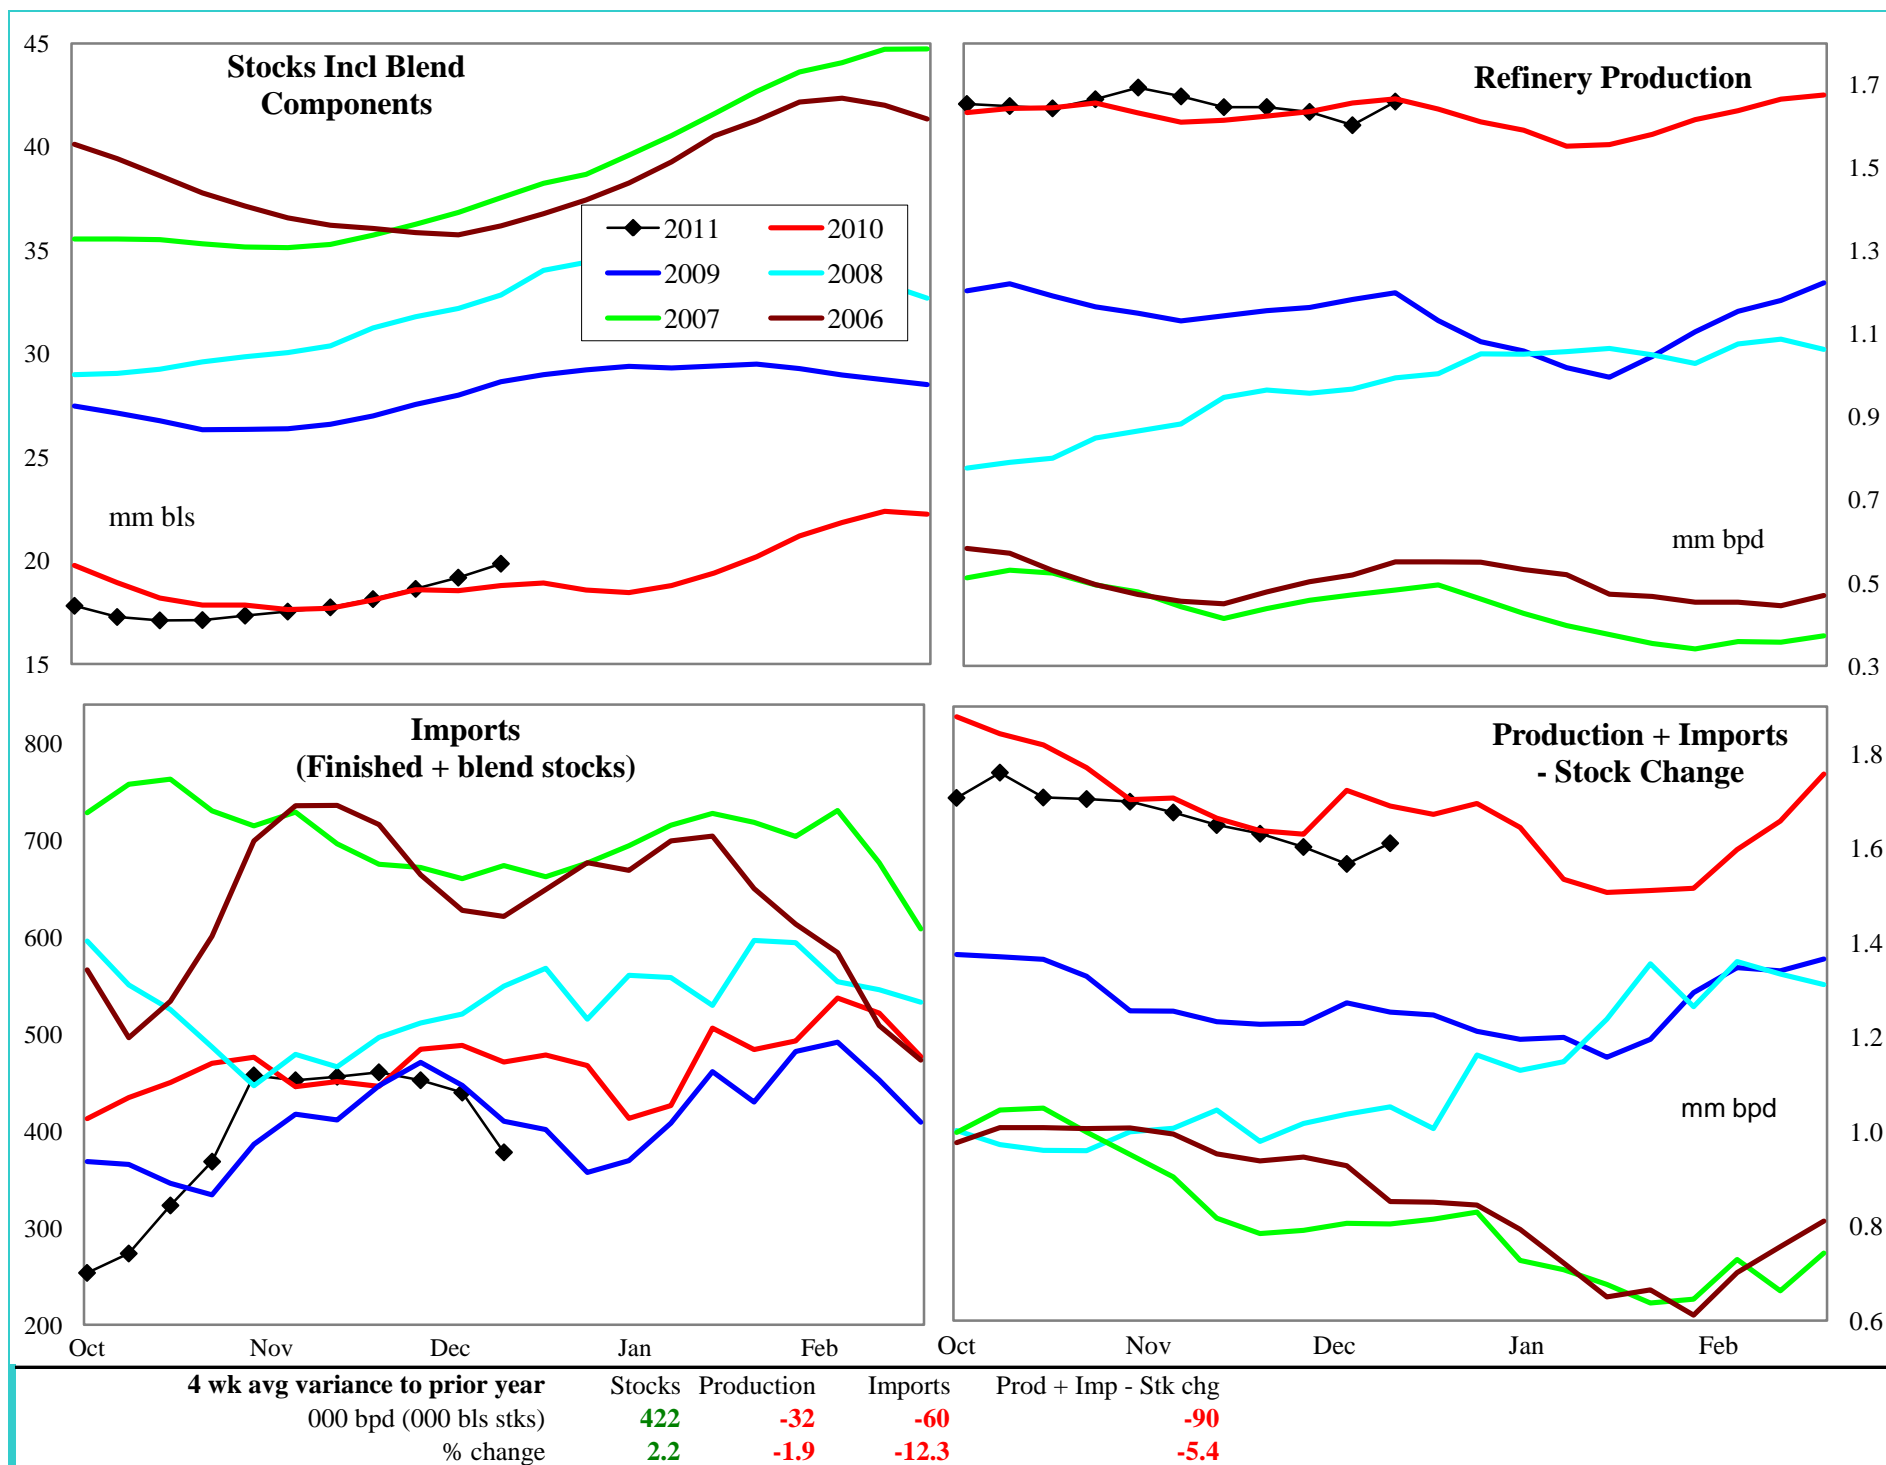 Stocks Incl Blend
Components
45
40
35
30
25
20
15
mm bls
2011 2010
2009 2008
2007 2006
Refinery Production
1.7
1.5
1.3
1.1
0.9
0.7
0.5
0.3
mm bpd
Imports
(Finished + blend stocks)
800
700
600
500
400
300
200
Oct Nov Dec Jan Feb
Production + Imports
- Stock Change
1.8
1.6
1.4
1.2
1.0
0.8
0.6
mm bpd
Oct Nov Dec Jan Feb
4 wk avg variance to prior year Stocks Production Imports Prod + Imp - Stk chg
000 bpd (000 bls stks) 422 -32 -60 -90
% change 2.2 -1.9 -12.3 -5.4